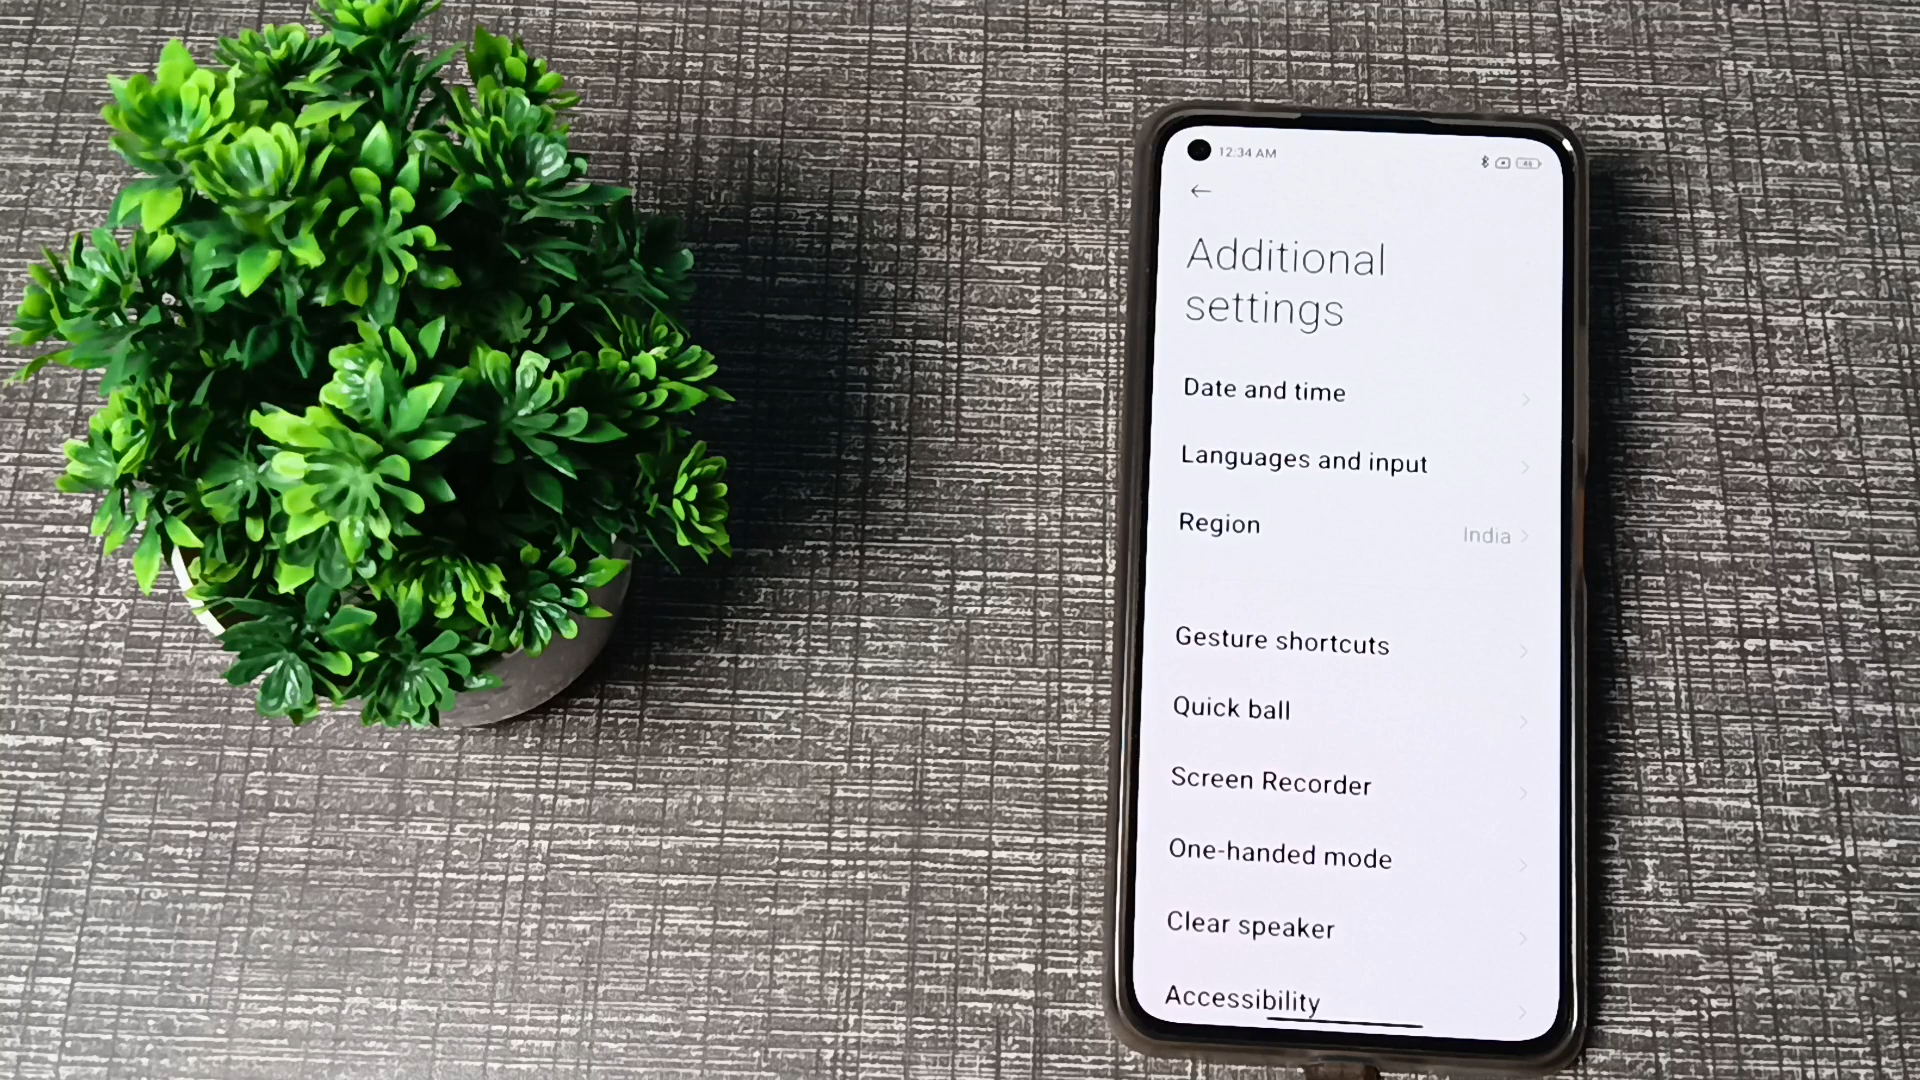 12:34 AM
Additional
settings
Date and time
Languages and input
Region
India
Gesture shortcuts
Quick ball
Screen Recorder
One-handed mode
Clear speaker
Accessibility